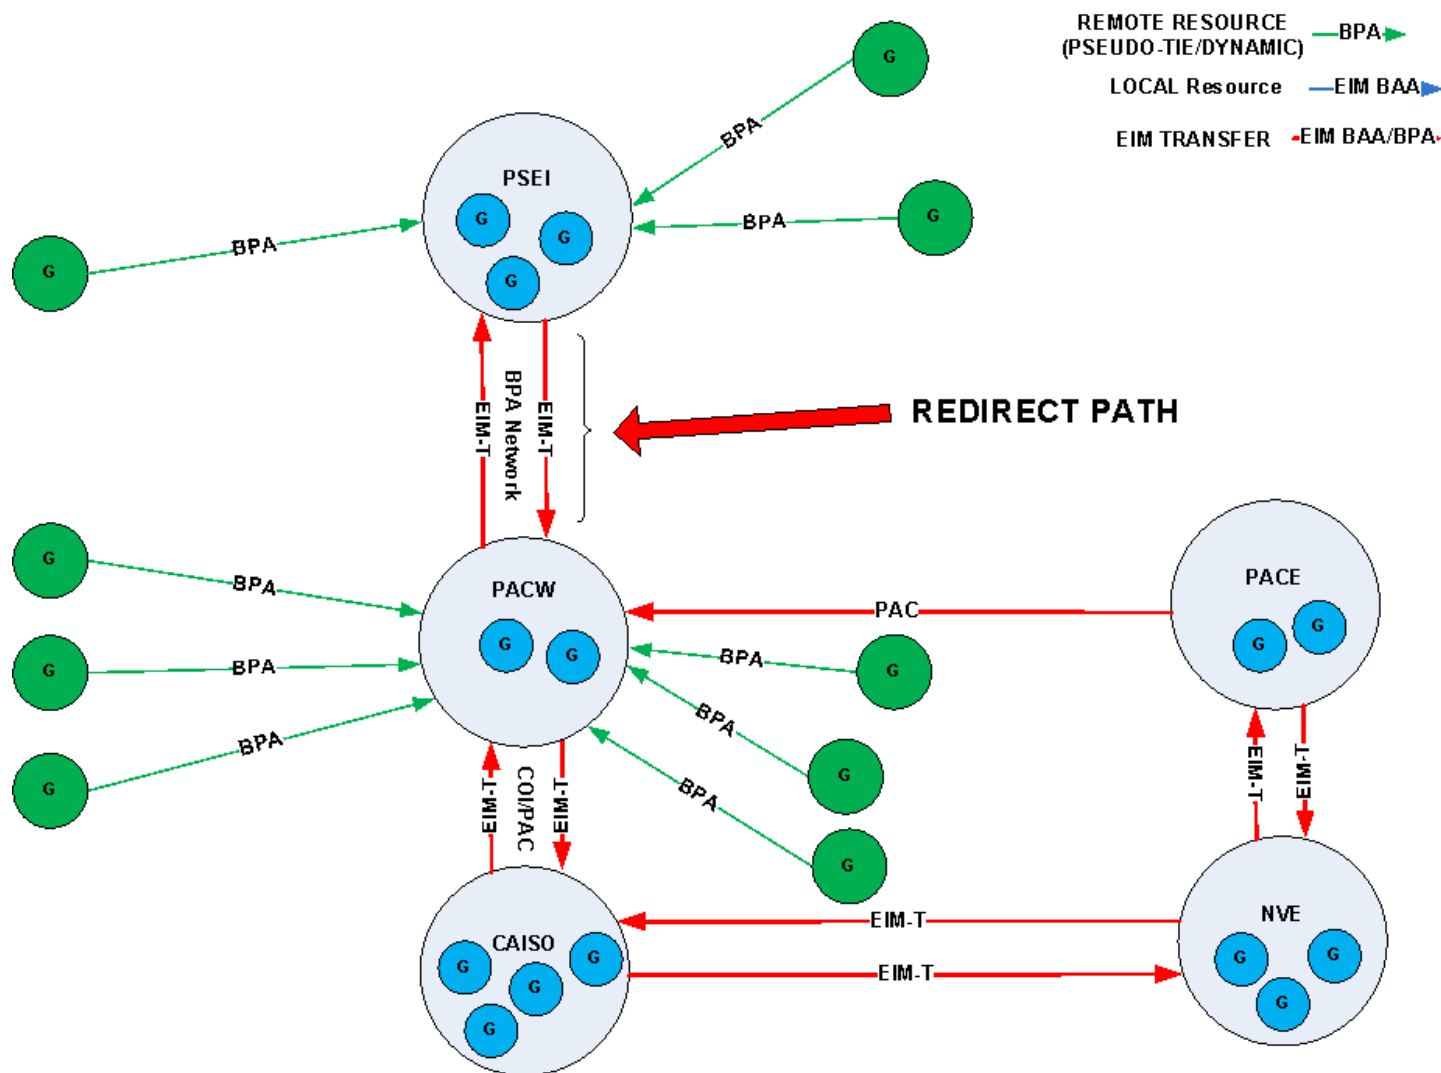 REMOTE RESOURCE
(PSEUDO-TIE/DYNAMIC)
BPA
LOCAL Resource
EIM BAA
EIM TRANSFER
EIM BAA/BPA
G
BPA
PSEI
G
G
G
BPA
G
BPA
G
G
EIM-T
BPA Network
EIM-T
REDIRECT PATH
G
BPA
PACW
G
G
PAC
PACE
G
G
G
BPA
BPA
G
BPA
G
G
BPA
BPA
G
EIM-T
COI/PAC
EIM-T
EIM-T
EIM-T
CAISO
G
G
G
G
EIM-T
EIM-T
NVE
G
G
G